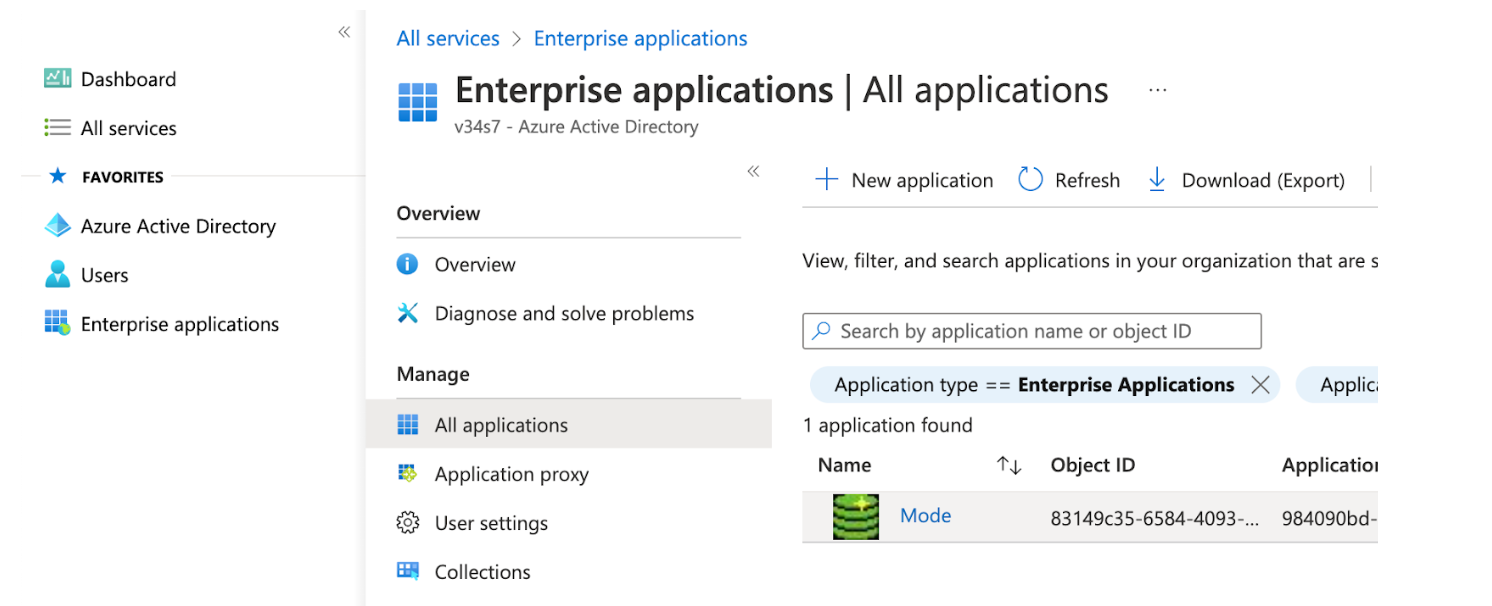 Dashboard
All services
FAVORITES
Azure Active Directory
Users
Enterprise applications
All services > Enterprise applications
Enterprise applications | All applications ...
v34s7 - Azure Active Directory
Overview
Overview
Diagnose and solve problems
Manage
All applications
Application proxy
User settings
Collections
New application Refresh Download (Export)
View, filter, and search applications in your organization that are s
Search by application name or object ID
Application type == Enterprise Applications Applic
1 application found
Name Object ID Application
Mode 83149c35-6584-4093-... 984090bd-